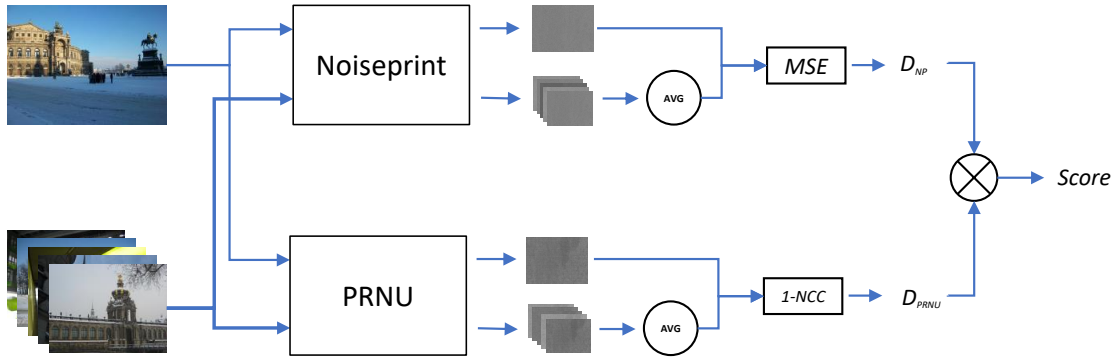 Noiseprint
AVG
MSE
D_NP
Score
PRNU
AVG
1-NCC
D_PRNU